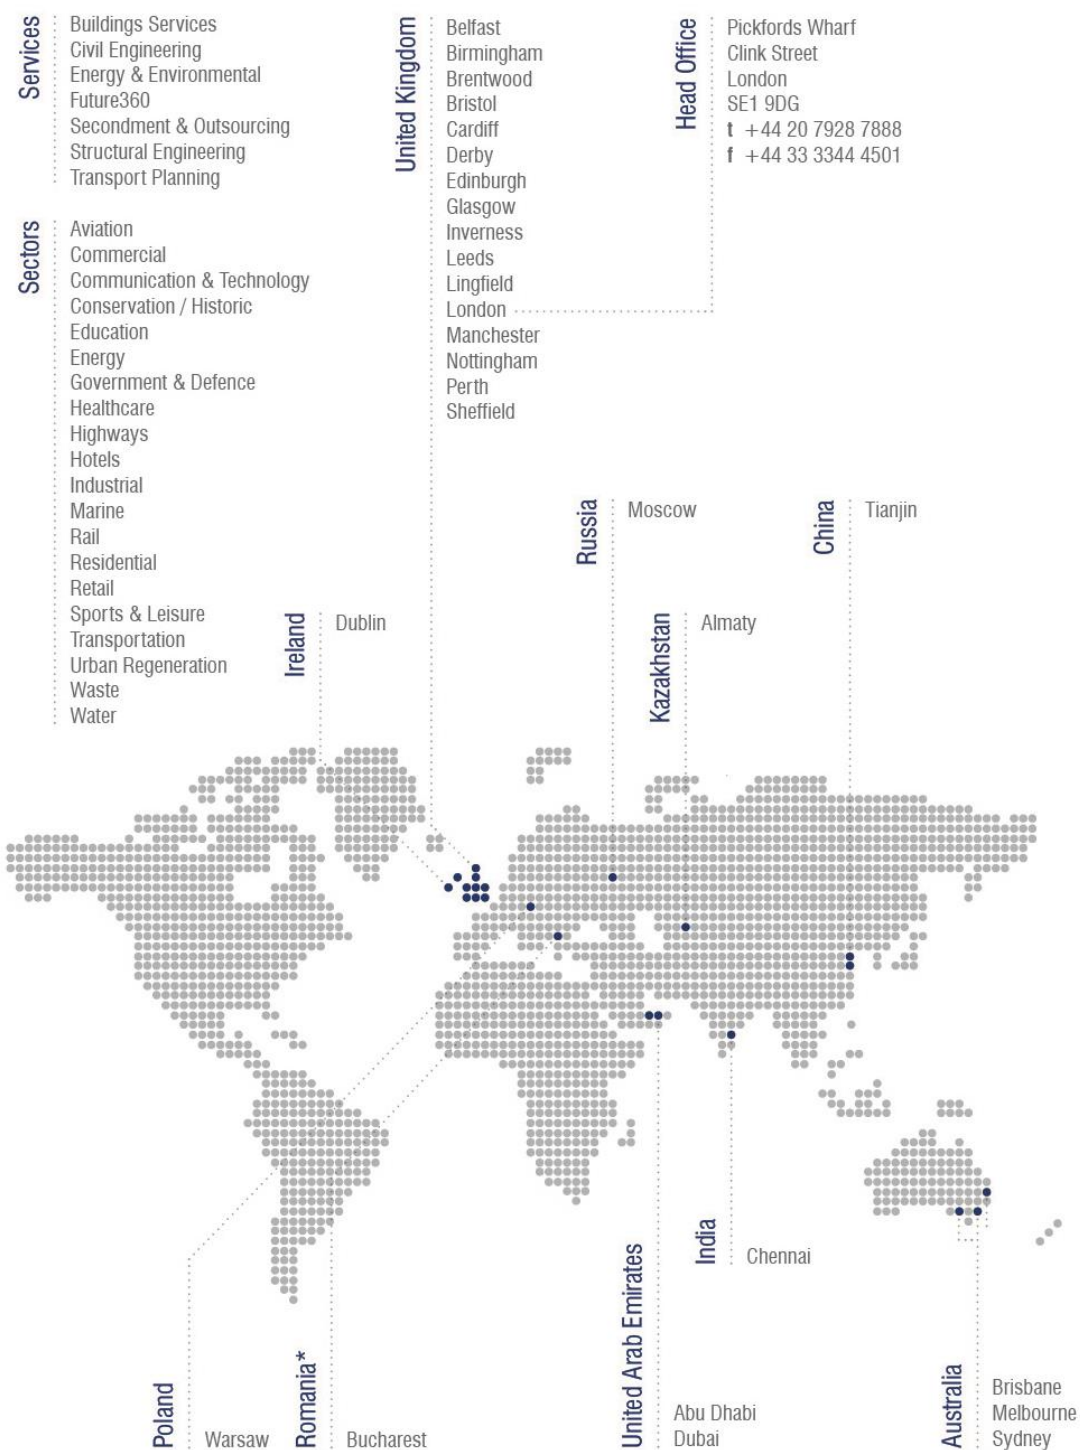 Services
Buildings Services
Civil Engineering
Energy & Environmental
Future360
Secondment & Outsourcing
Structural Engineering
Transport Planning
Sectors
Aviation
Commercial
Communication & Technology
Conservation / Historic
Education
Energy
Government & Defence
Healthcare
Highways
Hotels
Industrial
Marine
Rail
Residential
Retail
Sports & Leisure
Transportation
Urban Regeneration
Waste
Water
United Kingdom
Belfast
Birmingham
Brentwood
Bristol
Cardiff
Derby
Edinburgh
Glasgow
Inverness
Leeds
Lingfield
London
Manchester
Nottingham
Perth
Sheffield
Head Office
Pickfords Wharf
Clink Street
London
SE1 9DG
t +44 20 7928 7888
f +44 33 3344 4501
Russia
Moscow
China
Tianjin
Ireland
Dublin
Kazakhstan
Almaty
India
Chennai
Poland
Warsaw
Romania*
Bucharest
United Arab Emirates
Abu Dhabi
Dubai
Australia
Brisbane
Melbourne
Sydney